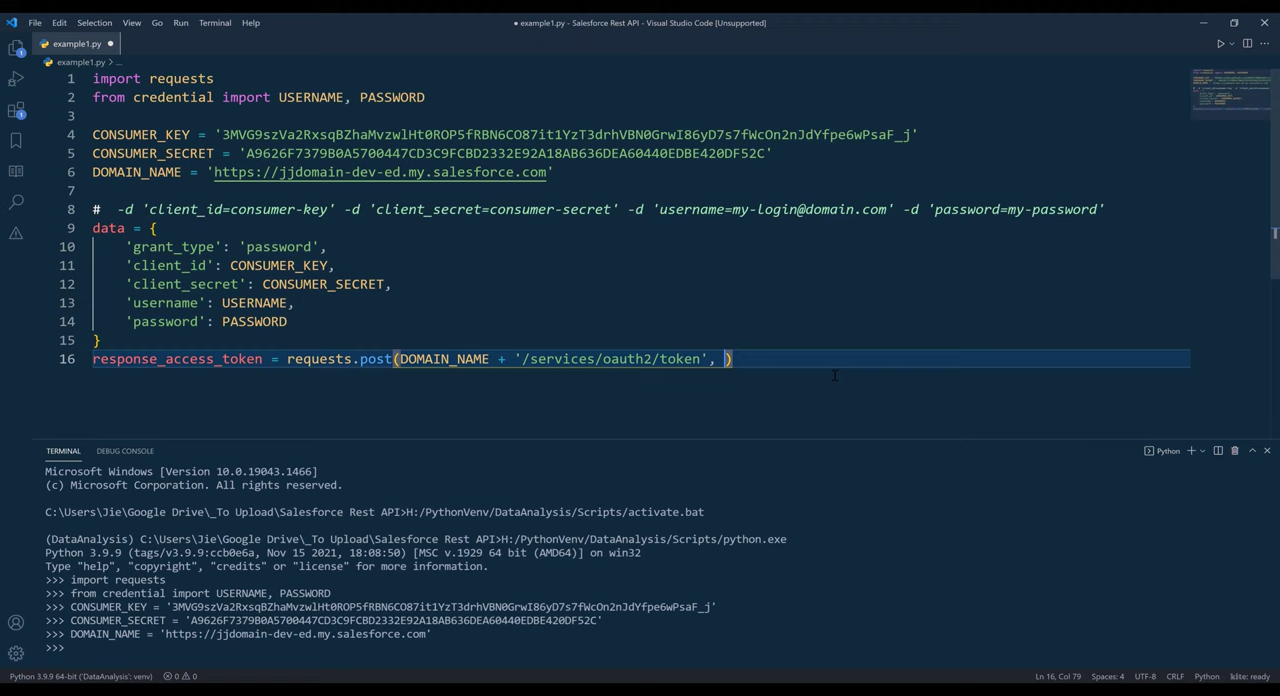 File Edit Selection View Go Run Terminal Help
● example1.py - Salesforce Rest API - Visual Studio Code [Unsupported]
example1.py ●
example1.py > ...
1 import requests
2 from credential import USERNAME, PASSWORD
3
4 CONSUMER_KEY = '3MVG9szVa2RxsqBZhaMvzwlHt0ROP5fRBN6CO87it1YzT3drhVBN0GrwI86yD7s7fWcOn2nJdYfpe6wPsaF_j'
5 CONSUMER_SECRET = 'A9626F7379B0A5700447CD3C9FCBD2332E92A18AB636DEA60440EDBE420DF52C'
6 DOMAIN_NAME = 'https://jjdomain-dev-ed.my.salesforce.com'
7
8 #  -d 'client_id=consumer-key' -d 'client_secret=consumer-secret' -d 'username=my-login@domain.com' -d 'password=my-password'
9 data = {
10     'grant_type': 'password',
11     'client_id': CONSUMER_KEY,
12     'client_secret': CONSUMER_SECRET,
13     'username': USERNAME,
14     'password': PASSWORD
15 }
16 response_access_token = requests.post(DOMAIN_NAME + '/services/oauth2/token', )
TERMINAL DEBUG CONSOLE
Python
Microsoft Windows [Version 10.0.19043.1466]
(c) Microsoft Corporation. All rights reserved.
C:\Users\Jie\Google Drive\_To Upload\Salesforce Rest API>H:/PythonVenv/DataAnalysis/Scripts/activate.bat
(DataAnalysis) C:\Users\Jie\Google Drive\_To Upload\Salesforce Rest API>H:/PythonVenv/DataAnalysis/Scripts/python.exe
Python 3.9.9 (tags/v3.9.9:ccb0e6a, Nov 15 2021, 18:08:50) [MSC v.1929 64 bit (AMD64)] on win32
Type "help", "copyright", "credits" or "license" for more information.
>>> import requests
>>> from credential import USERNAME, PASSWORD
>>> CONSUMER_KEY = '3MVG9szVa2RxsqBZhaMvzwlHt0ROP5fRBN6CO87it1YzT3drhVBN0GrwI86yD7s7fWcOn2nJdYfpe6wPsaF_j'
>>> CONSUMER_SECRET = 'A9626F7379B0A5700447CD3C9FCBD2332E92A18AB636DEA60440EDBE420DF52C'
>>> DOMAIN_NAME = 'https://jjdomain-dev-ed.my.salesforce.com'
>>>
Python 3.9.9 64-bit ('DataAnalysis': venv) 0 0 Ln 16, Col 79 Spaces: 4 UTF-8 CRLF Python kite: ready